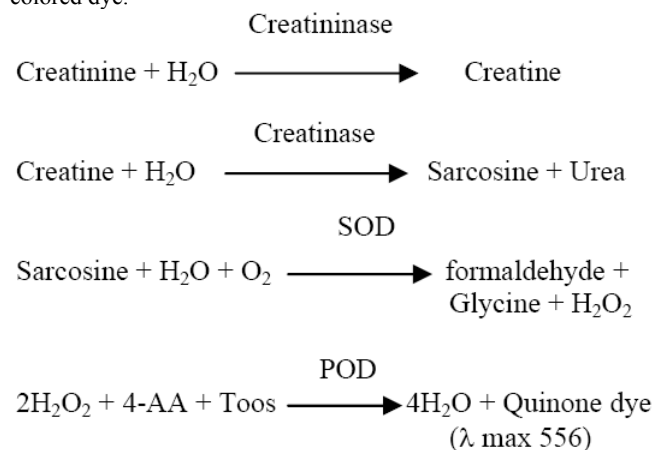 colored dye.
Creatininase
Creatinine + H₂O Creatine
Creatinase
Creatine + H₂O Sarcosine + Urea
SOD
Sarcosine + H₂O + O₂ formaldehyde +
Glycine + H₂O₂
POD
2H₂O₂ + 4-AA + Toos 4H₂O + Quinone dye
(λ max 556)